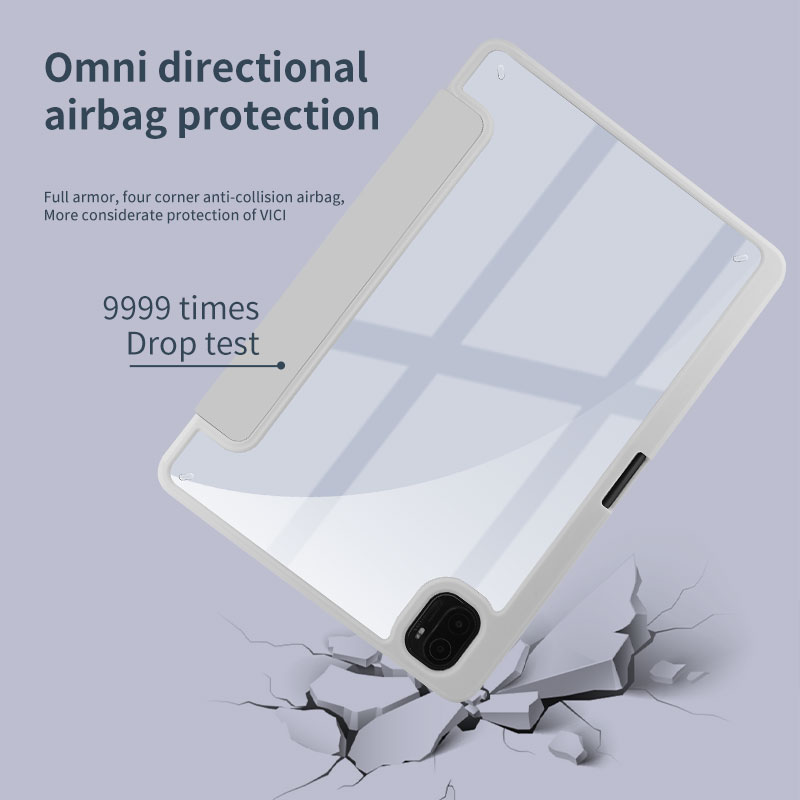 Omni directional
airbag protection
Full armor, four corner anti-collision airbag,
More considerate protection of VICI
9999 times
Drop test